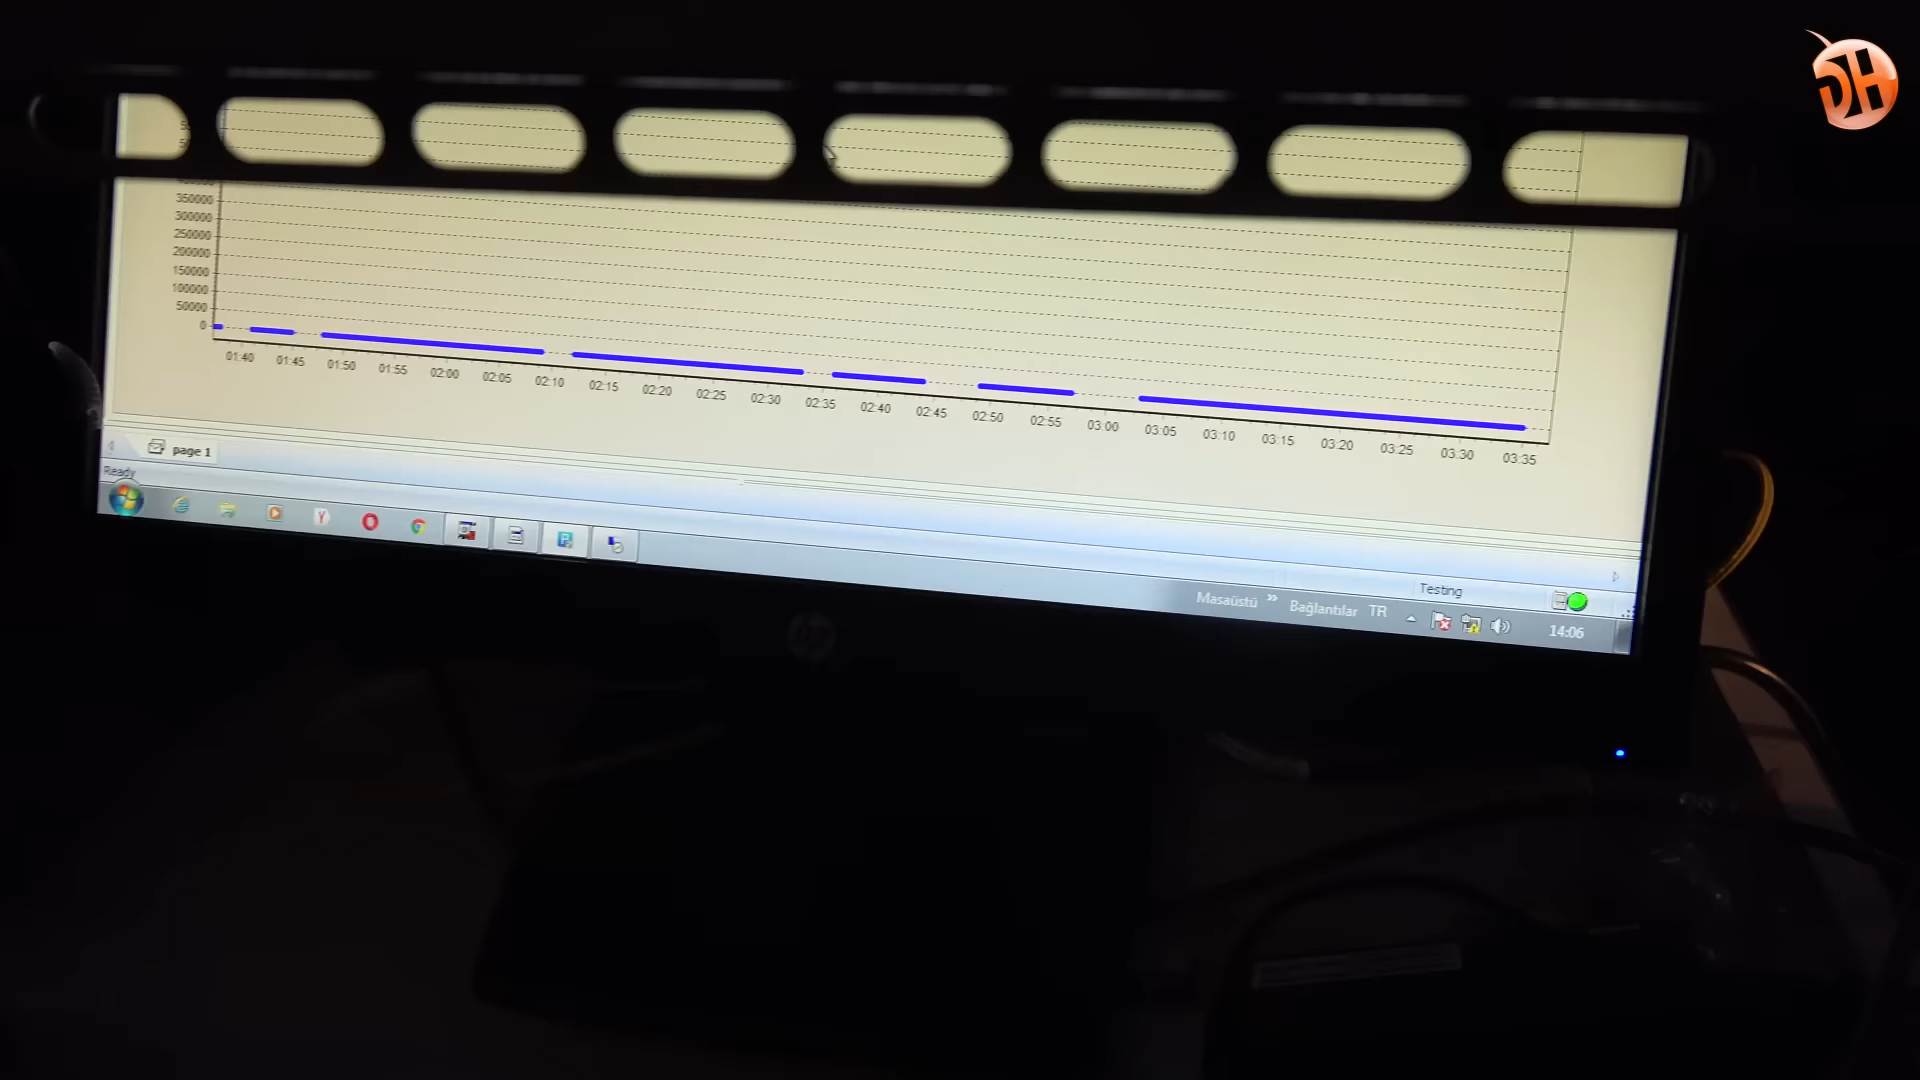 DH
350000
300000
250000
200000
150000
100000
50000
0
01:40 01:45 01:50 01:55 02:00 02:05 02:10 02:15 02:20 02:25 02:30 02:35 02:40 02:45 02:50 02:55 03:00 03:05 03:10 03:15 03:20 03:25 03:30 03:35
page 1
Ready
Testing
Masaüstü » Bağlantılar TR 14:06